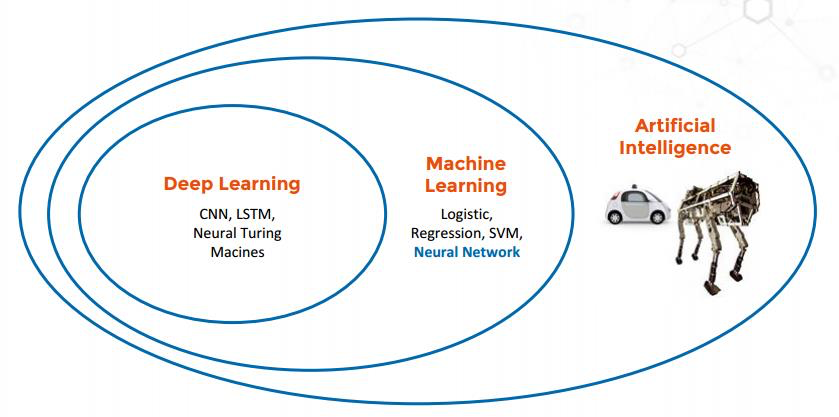 Deep Learning
CNN, LSTM,
Neural Turing
Macines
Machine
Learning
Logistic,
Regression, SVM,
Neural Network
Artificial
Intelligence